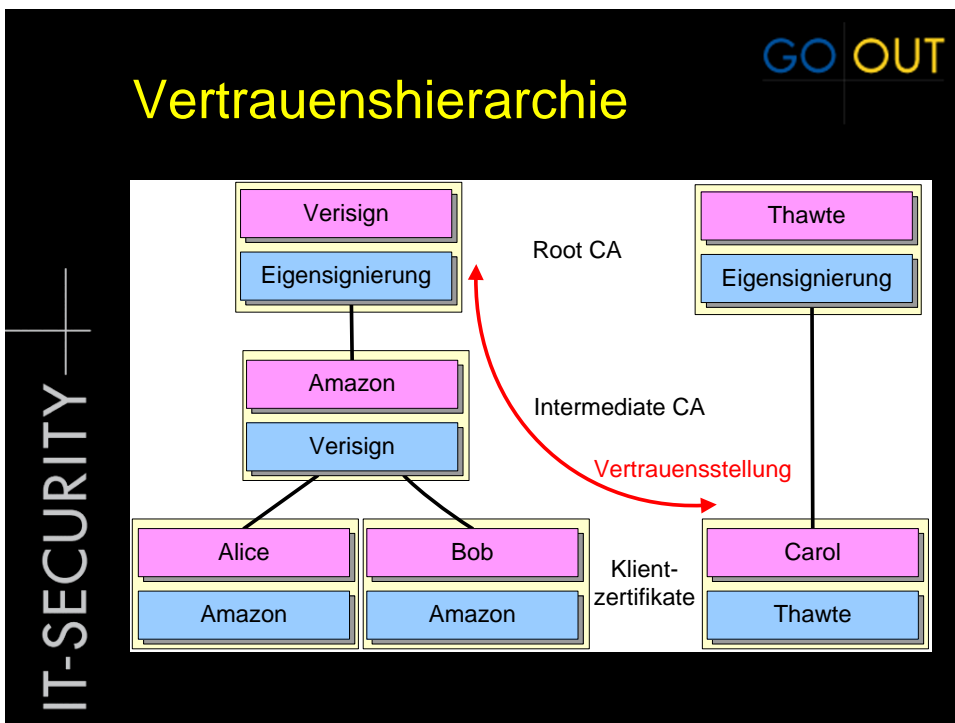 GO OUT
Vertrauenshierarchie
IT-SECURITY
Verisign
Eigensignierung
Root CA
Thawte
Eigensignierung
Amazon
Verisign
Intermediate CA
Vertrauensstellung
Alice
Amazon
Bob
Amazon
Klient-
zertifikate
Carol
Thawte